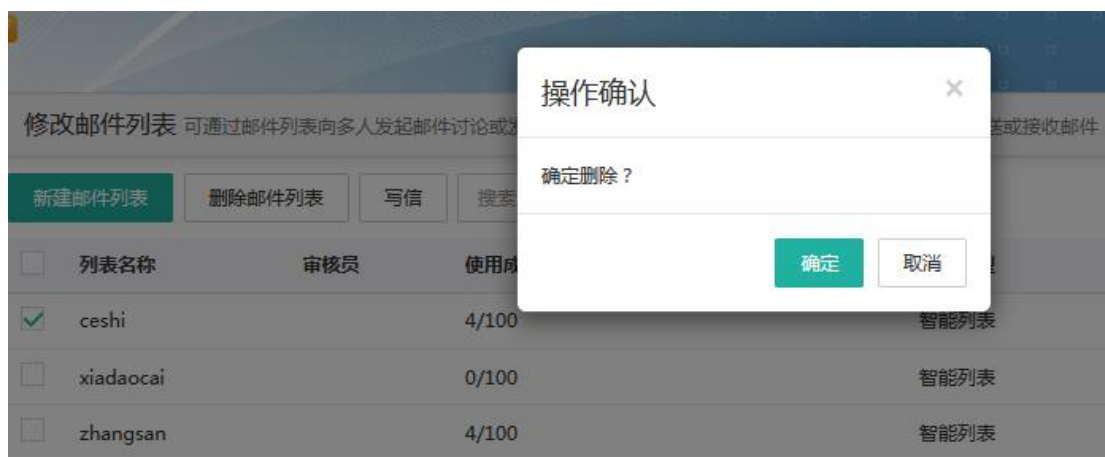 操作确认 ×
修改邮件列表 可通过邮件列表向多人发起邮件讨论或发 或接收邮件
确定删除？
新建邮件列表 删除邮件列表 写信 搜索
确定 取消
列表名称 审核员 使用成
ceshi 4/100 智能列表
xiadaocai 0/100 智能列表
zhangsan 4/100 智能列表